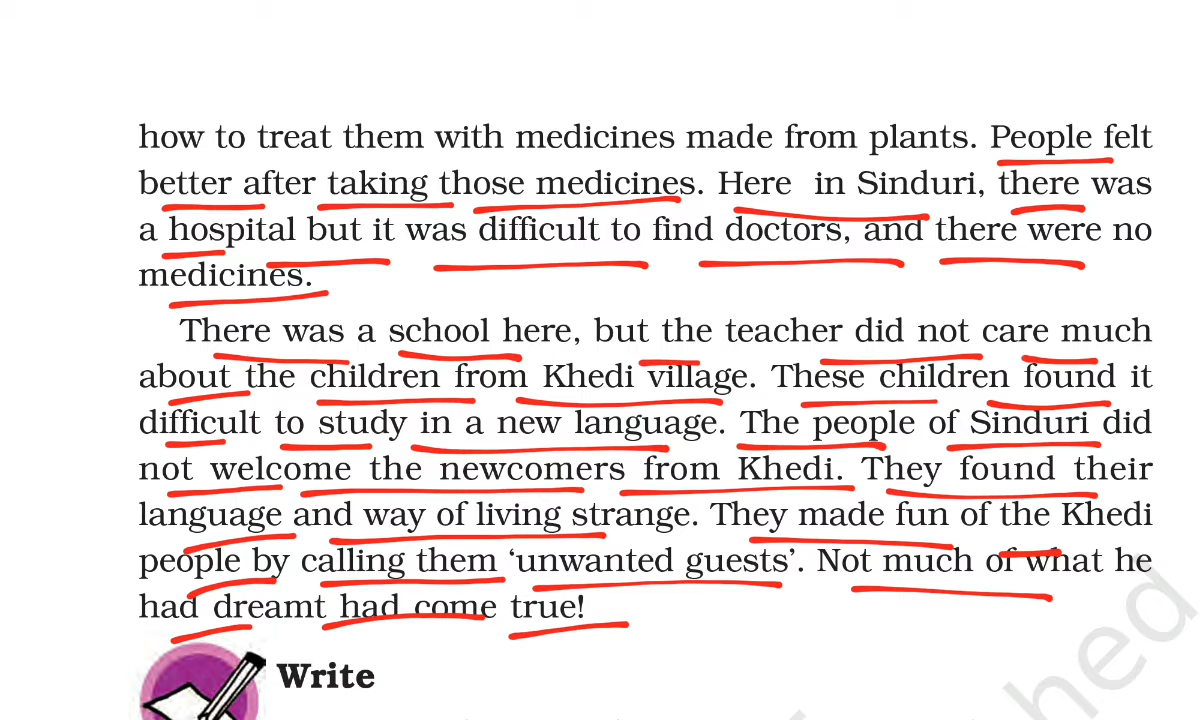 how to treat them with medicines made from plants. People felt
better after taking those medicines. Here in Sinduri, there was
a hospital but it was difficult to find doctors, and there were no
medicines.
There was a school here, but the teacher did not care much
about the children from Khedi village. These children found it
difficult to study in a new language. The people of Sinduri did
not welcome the newcomers from Khedi. They found their
language and way of living strange. They made fun of the Khedi
people by calling them ‘unwanted guests’. Not much of what he
had dreamt had come true!
Write
hed